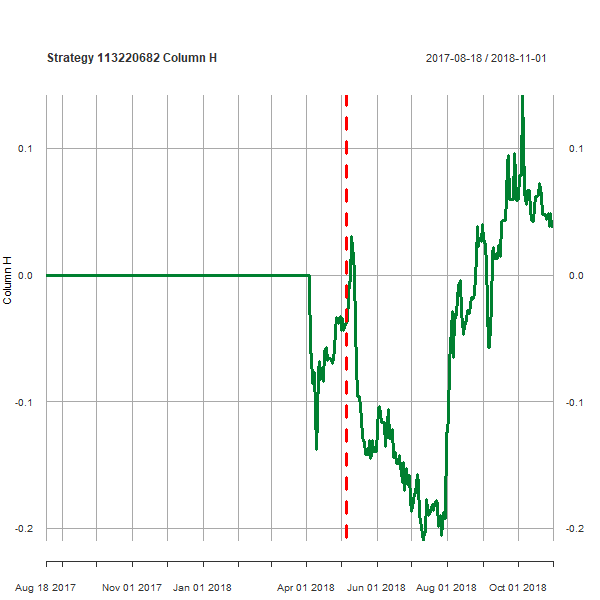 Strategy 113220682 Column H
2017-08-18 / 2018-11-01
0.1
0.1
0.0
0.0
-0.1
-0.1
-0.2
-0.2
Column H
Aug 18 2017
Nov 01 2017
Jan 01 2018
Apr 01 2018
Jun 01 2018
Aug 01 2018
Oct 01 2018